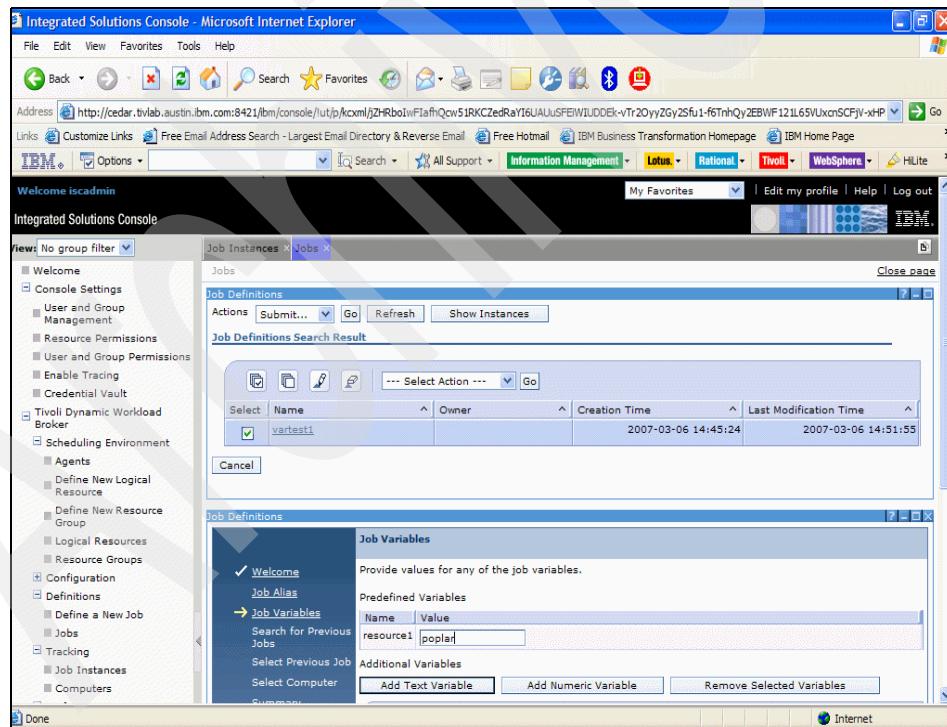 Integrated Solutions Console - Microsoft Internet Explorer
File Edit View Favorites Tools Help
Back Search Favorites
Address http://cedar.tivlab.austin.ibm.com:8421/ibm/console/!ut/p/kcxml/
Go
Links Customize Links Free Email Address Search - Largest Email Directory & Reverse Email Free Hotmail IBM Business Transformation Homepage IBM Home Page
IBM Options Search All Support Information Management Lotus. Rational. Tivoli. WebSphere. HiLite
Welcome iscadmin My Favorites Edit my profile Help Log out
Integrated Solutions Console IBM.
View: No group filter Job Instances × Jobs ×
Welcome
Console Settings
User and Group Management
Resource Permissions
User and Group Permissions
Enable Tracing
Credential Vault
Tivoli Dynamic Workload Broker
Scheduling Environment
Agents
Define New Logical Resource
Define New Resource Group
Logical Resources
Resource Groups
Configuration
Definitions
Define a New Job
Jobs
Tracking
Job Instances
Computers
Jobs Close page
Job Definitions
Actions Submit... Go Refresh Show Instances
Job Definitions Search Result
--- Select Action --- Go
Select Name Owner Creation Time Last Modification Time
vartest1 2007-03-06 14:45:24 2007-03-06 14:51:55
Cancel
Job Definitions
Welcome
Job Alias
Job Variables
Search for Previous Jobs
Select Previous Job
Select Computer
Summary
Job Variables
Provide values for any of the job variables.
Predefined Variables
Name Value
resource1 poplar
Additional Variables
Add Text Variable Add Numeric Variable Remove Selected Variables
Done Internet